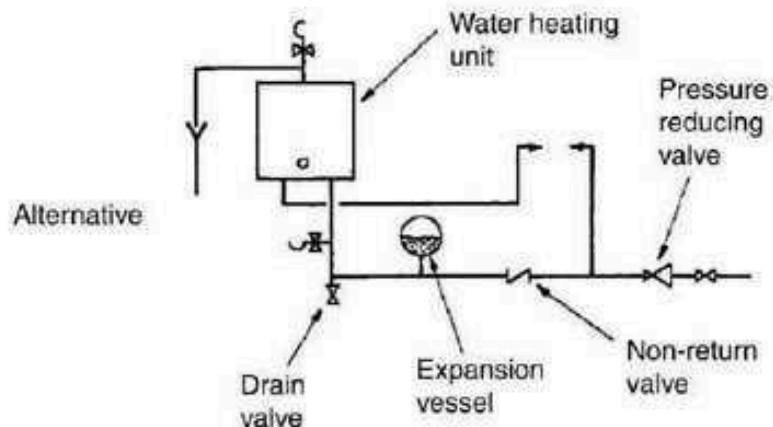 Water heating
unit
Pressure
reducing
valve
Alternative
Drain
valve
Expansion
vessel
Non-return
valve